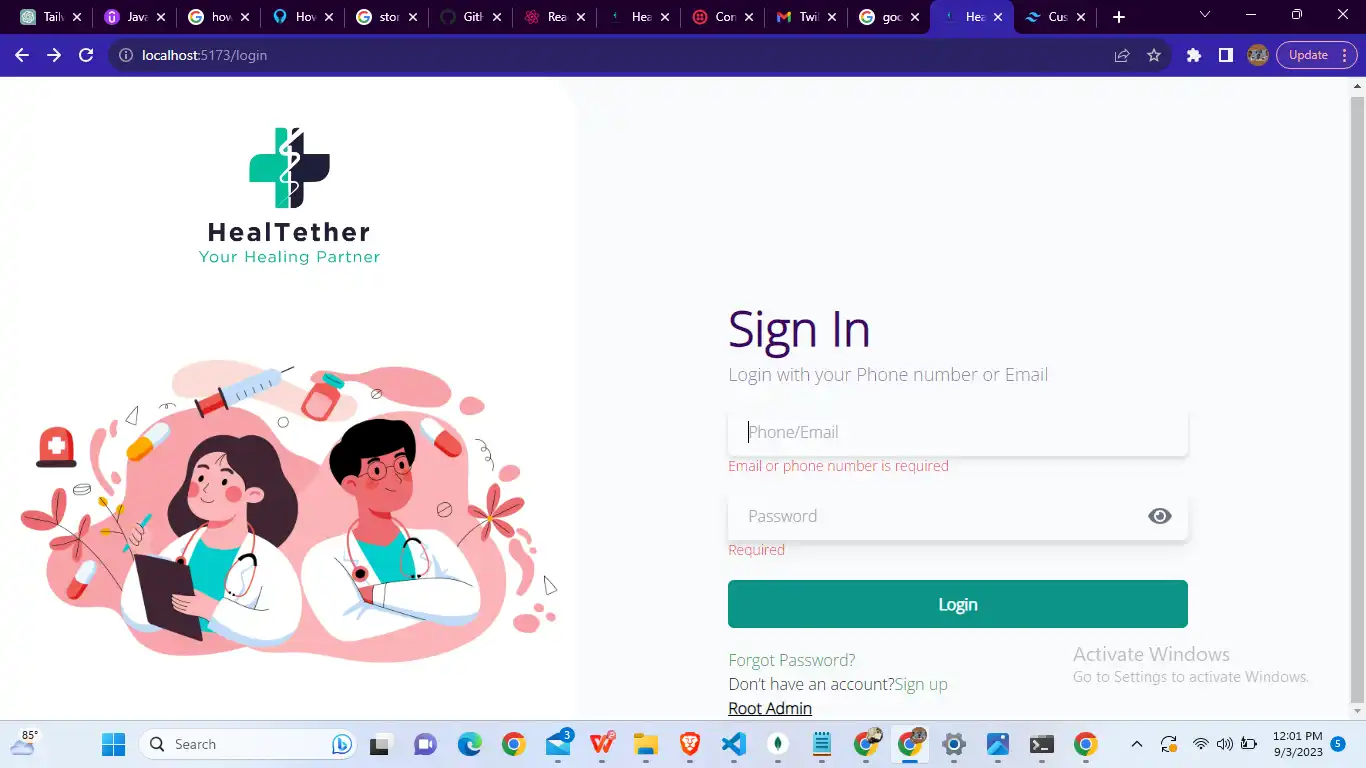 Tailw
Java
how
How
stor
Gith
Rea
Hea
Con
Twil
goo
Hea
Cus
localhost:5173/login
Update
HealTether
Your Healing Partner
Sign In
Login with your Phone number or Email
Phone/Email
Email or phone number is required
Password
Required
Login
Forgot Password?
Don't have an account?Sign up
Root Admin
Activate Windows
Go to Settings to activate Windows.
85°
Search
3
12:01 PM
9/3/2023
5